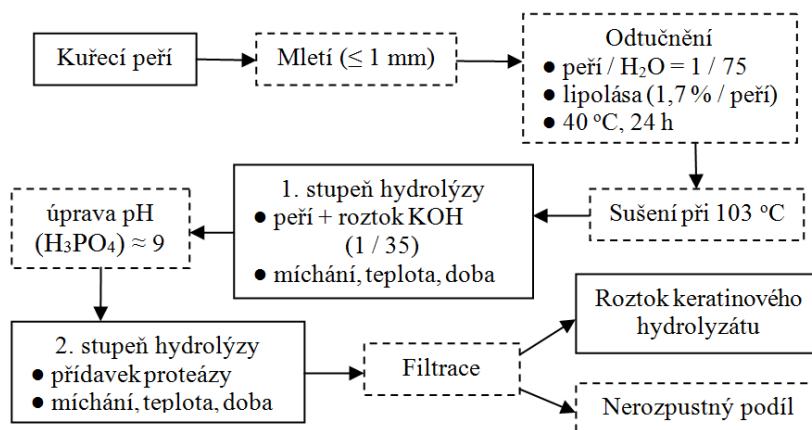 Kuřecí peří
Mletí (≤ 1 mm)
Odtučnění
● peří / H₂O = 1 / 75
● lipolása (1,7 % / peří)
● 40 °C, 24 h
Sušení při 103 °C
1. stupeň hydrolýzy
● peří + roztok KOH
(1 / 35)
● míchání, teplota, doba
úprava pH
(H₃PO₄) ≈ 9
2. stupeň hydrolýzy
● přídavek proteázy
● míchání, teplota, doba
Filtrace
Roztok keratinového
hydrolyzátu
Nerozpustný podíl